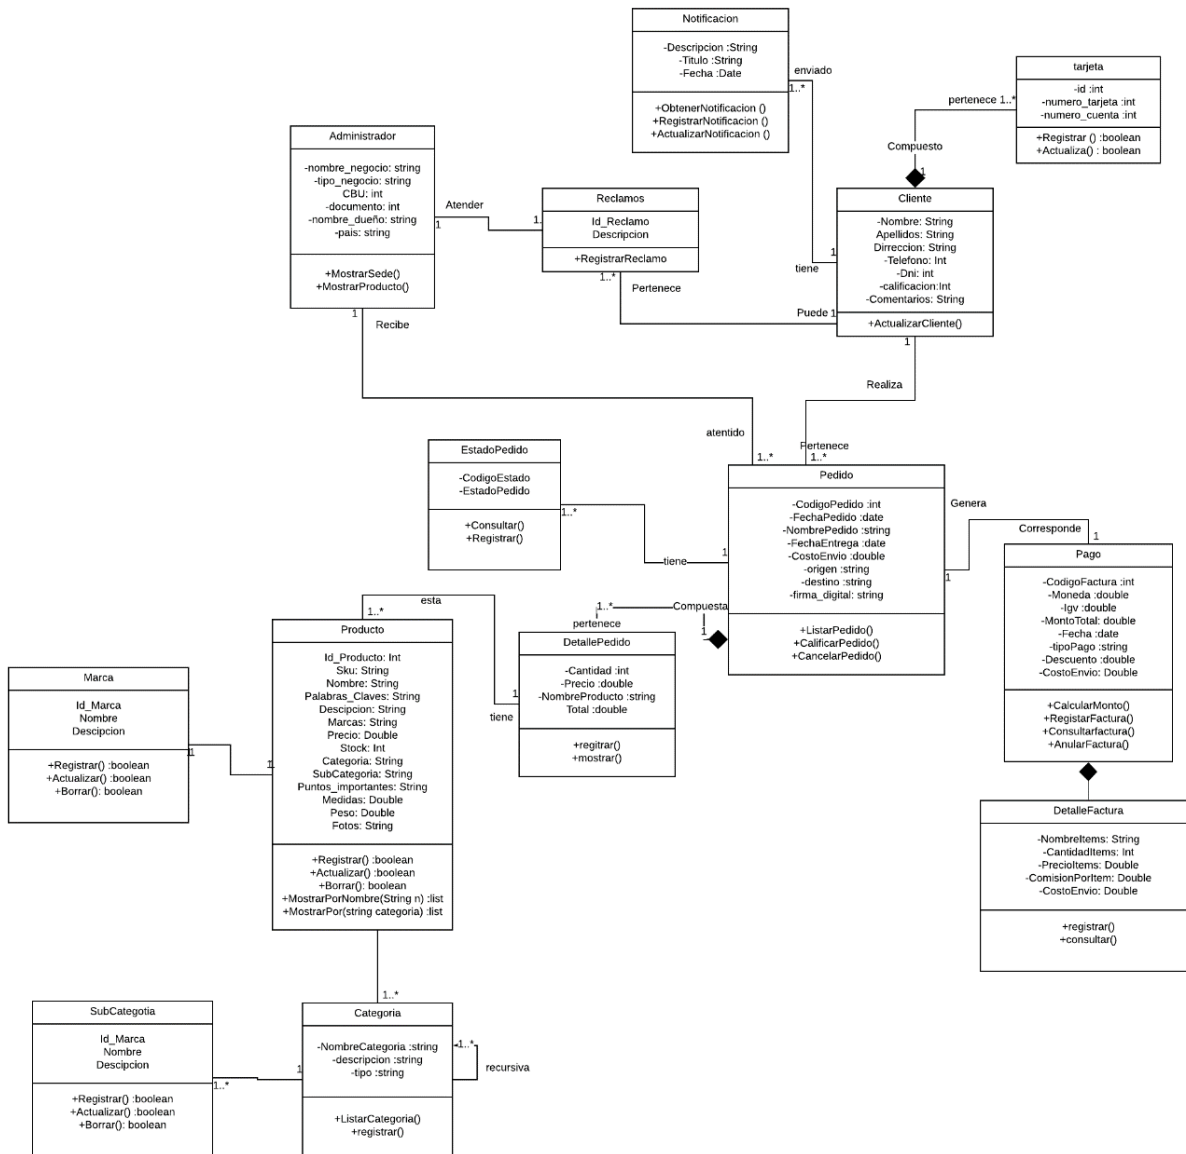 Notificacion
-Descripcion :String
-Titulo :String
-Fecha :Date
+ObtenerNotificacion ()
+RegistrarNotificacion ()
+ActualizarNotificacion ()
enviado
1..*
tarjeta
-id :int
-numero_tarjeta :int
-numero_cuenta :int
+Registrar () :boolean
+Actualiza() : boolean
pertenece 1..*
Compuesto
1
Administrador
-nombre_negocio: string
-tipo_negocio: string
CBU: int
-documento: int
-nombre_dueño: string
-pais: string
+MostrarSede()
+MostrarProducto()
Atender
1
1.
Reclamos
Id_Reclamo
Descripcion
+RegistrarReclamo
1..*
Pertenece
Cliente
-Nombre: String
Apellidos: String
Dirreccion: String
-Telefono: Int
-Dni: int
-calificacion:Int
-Comentarios: String
+ActualizarCliente()
1
tiene
Puede 1
1
Recibe
1
Realiza
atentido
1..*
Pertenece
1..*
EstadoPedido
-CodigoEstado
-EstadoPedido
+Consultar()
+Registrar()
1..*
tiene
1
Pedido
-CodigoPedido :int
-FechaPedido :date
-NombrePedido :string
-FechaEntrega :date
-CostoEnvio :double
-origen :string
-destino :string
-firma_digital: string
+ListarPedido()
+CalificarPedido()
+CancelarPedido()
Genera
1
Corresponde
1
Pago
-CodigoFactura :int
-Moneda :double
-Igv :double
-MontoTotal: double
-Fecha :date
-tipoPago :string
-Descuento :double
-CostoEnvio: Double
+CalcularMonto()
+RegistarFactura()
+Consultarfactura()
+AnularFactura()
esta
1..*
1..*
Compuesta
1
pertenece
DetallePedido
-Cantidad :int
-Precio :double
-NombreProducto :string
Total :double
+regitrar()
+mostrar()
1
tiene
Producto
Id_Producto: Int
Sku: String
Nombre: String
Palabras_Claves: String
Descipcion: String
Marcas: String
Precio: Double
Stock: Int
Categoria: String
SubCategoria: String
Puntos_importantes: String
Medidas: Double
Peso: Double
Fotos: String
+Registrar() :boolean
+Actualizar() :boolean
+Borrar(): boolean
+MostrarPorNombre(String n) :list
+MostrarPor(string categoria) :list
Marca
Id_Marca
Nombre
Descipcion
+Registrar() :boolean
+Actualizar() :boolean
+Borrar(): boolean
1
1.
DetalleFactura
-NombreItems: String
-CantidadItems: Int
-PrecioItems: Double
-ComisionPorItem: Double
-CostoEnvio: Double
+registrar()
+consultar()
1..*
SubCategotia
Id_Marca
Nombre
Descipcion
+Registrar() :boolean
+Actualizar() :boolean
+Borrar(): boolean
1..*
1
Categoria
-NombreCategoria :string
-descripcion :string
-tipo :string
+ListarCategoria()
+registrar()
1..*
recursiva